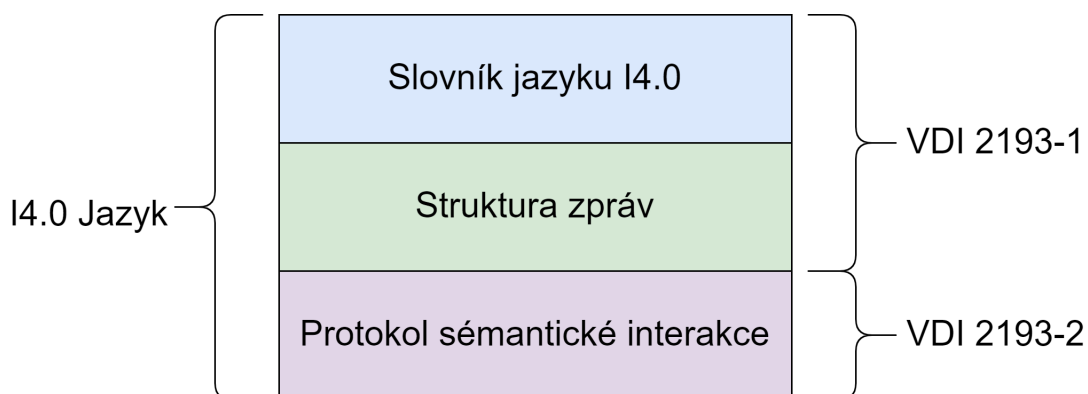 Slovník jazyku I4.0
VDI 2193-1
Struktura zpráv
I4.0 Jazyk
Protokol sémantické interakce
VDI 2193-2